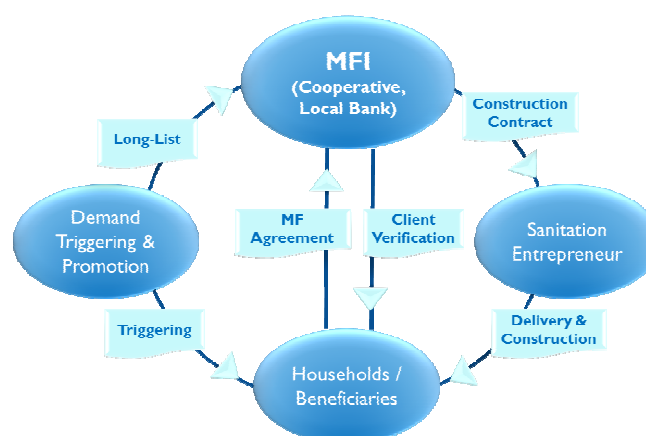 MFI
(Cooperative,
Local Bank)
Construction
Contract
Long-List
Demand
Triggering &
Promotion
MF
Agreement
Client
Verification
Sanitation
Entrepreneur
Triggering
Delivery &
Construction
Households /
Beneficiaries